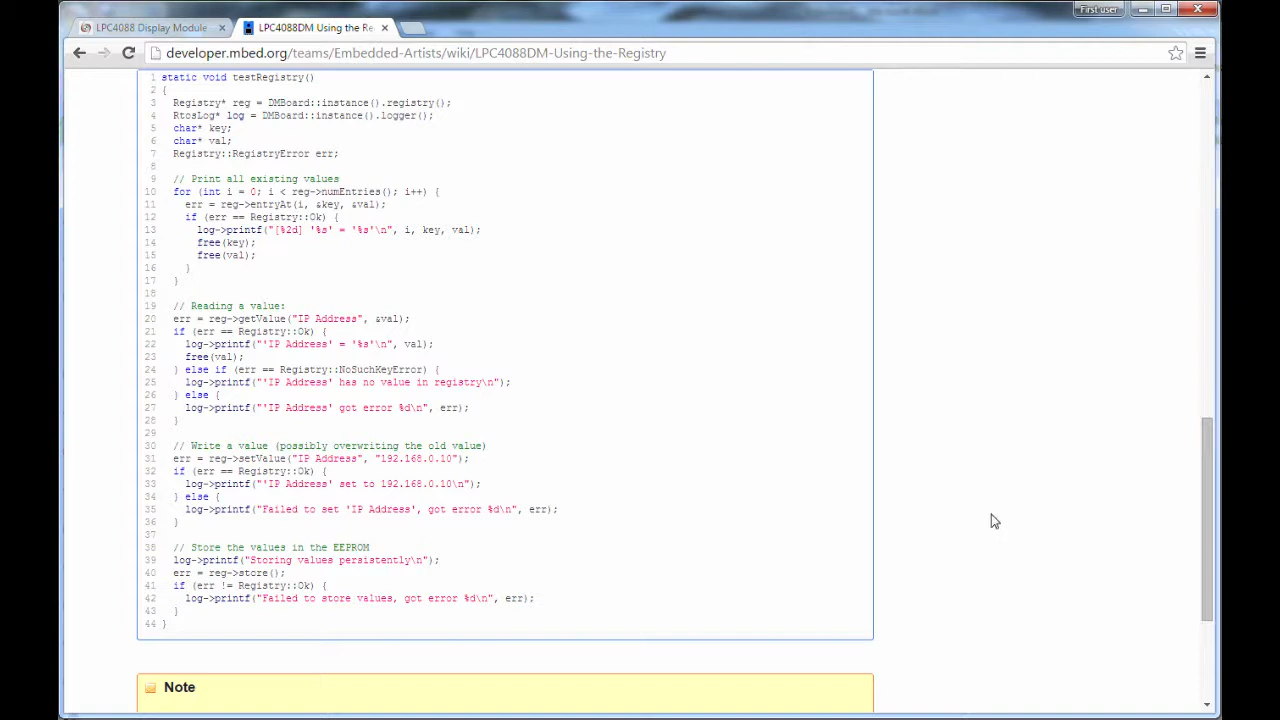 First user
LPC4088 Display Module
LPC4088DM Using the Re
developer.mbed.org/teams/Embedded-Artists/wiki/LPC4088DM-Using-the-Registry
1 static void testRegistry()
2 {
3 Registry* reg = DMBoard::instance().registry();
4 RtosLog* log = DMBoard::instance().logger();
5 char* key;
6 char* val;
7 Registry::RegistryError err;
8
9 // Print all existing values
10 for (int i = 0; i < reg->numEntries(); i++) {
11 err = reg->entryAt(i, &key, &val);
12 if (err == Registry::Ok) {
13 log->printf("[%2d] '%s' = '%s'\n", i, key, val);
14 free(key);
15 free(val);
16 }
17 }
18
19 // Reading a value:
20 err = reg->getValue("IP Address", &val);
21 if (err == Registry::Ok) {
22 log->printf("'IP Address' = '%s'\n", val);
23 free(val);
24 } else if (err == Registry::NoSuchKeyError) {
25 log->printf("'IP Address' has no value in registry\n");
26 } else {
27 log->printf("'IP Address' got error %d\n", err);
28 }
29
30 // Write a value (possibly overwriting the old value)
31 err = reg->setValue("IP Address", "192.168.0.10");
32 if (err == Registry::Ok) {
33 log->printf("'IP Address' set to 192.168.0.10\n");
34 } else {
35 log->printf("Failed to set 'IP Address', got error %d\n", err);
36 }
37
38 // Store the values in the EEPROM
39 log->printf("Storing values persistently\n");
40 err = reg->store();
41 if (err != Registry::Ok) {
42 log->printf("Failed to store values, got error %d\n", err);
43 }
44 }
Note